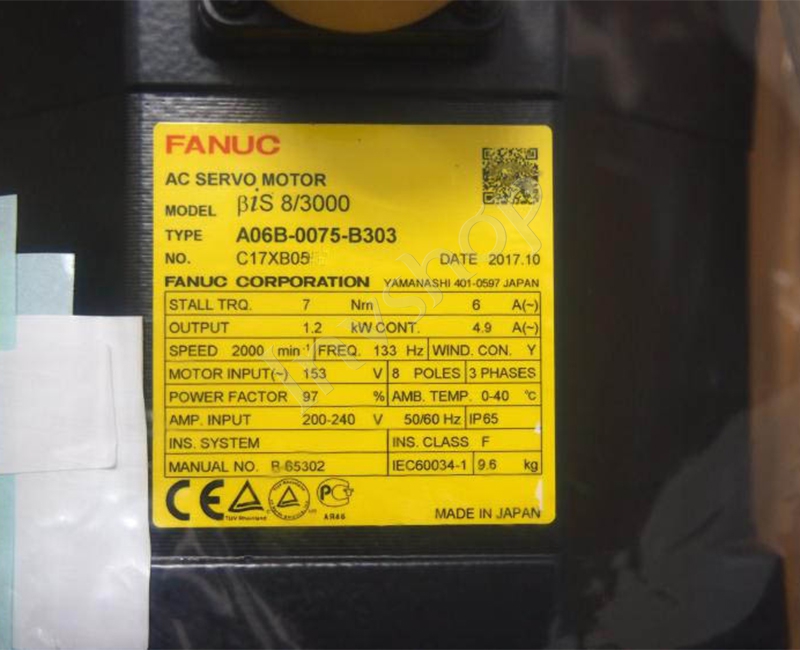 FANUC
AC SERVO MOTOR
MODEL βiS 8/3000
TYPE A06B-0075-B303
NO. C17XB05 DATE 2017.10
FANUC CORPORATION YAMANASHI 401-0597 JAPAN
STALL TRQ. 7 Nm 6 A(~)
OUTPUT 1.2 kW CONT. 4.9 A(~)
SPEED 2000 min⁻¹ FREQ. 133 Hz WIND. CON. Y
MOTOR INPUT(~) 153 V 8 POLES 3 PHASES
POWER FACTOR 97 % AMB. TEMP. 0-40 ℃
AMP. INPUT 200-240 V 50/60 Hz IP65
INS. SYSTEM INS. CLASS F
MANUAL NO. B-65302 IEC60034-1 9.6 kg
CE TÜV Rheinland
MADE IN JAPAN